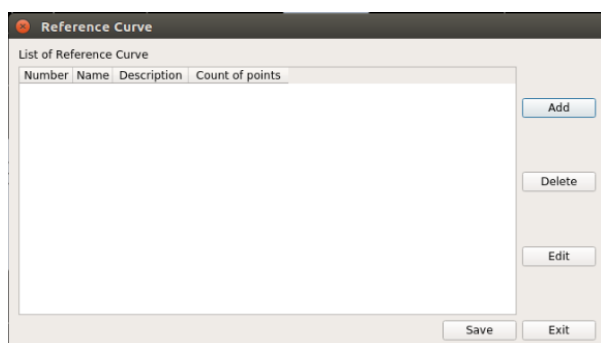 Reference Curve
List of Reference Curve
Number Name Description Count of points
Add
Delete
Edit
Save Exit